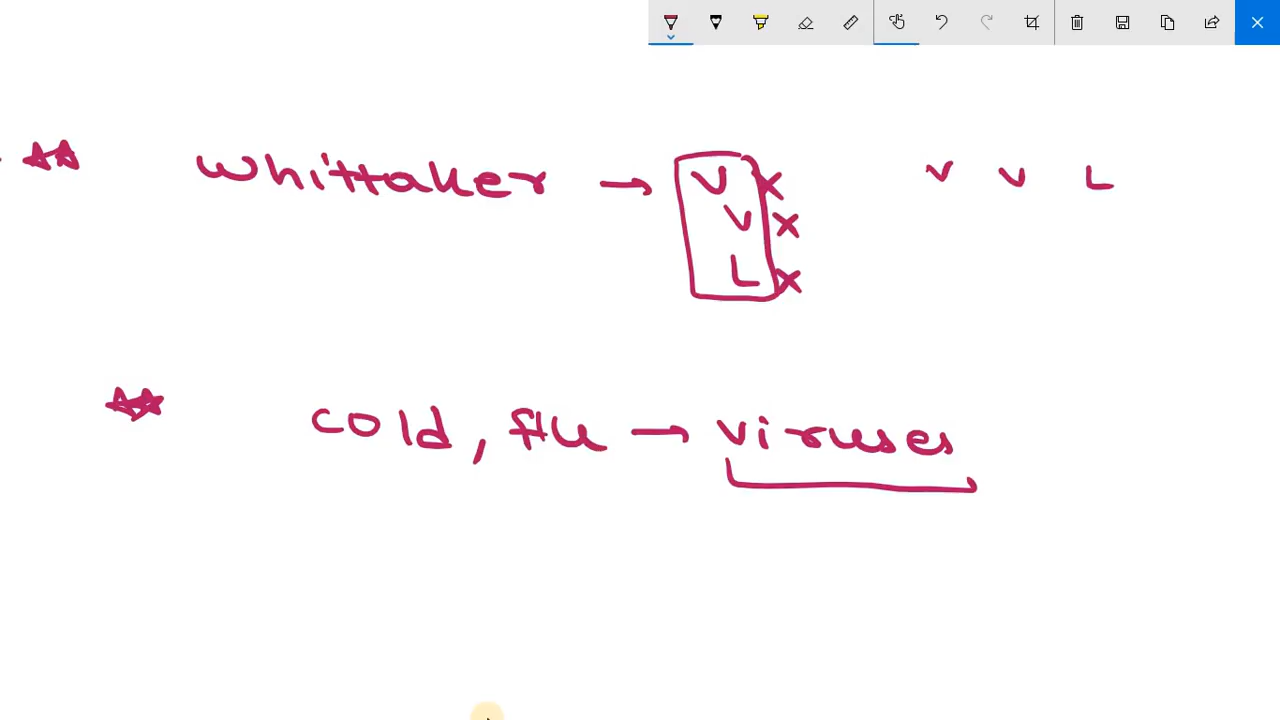 ** Whittaker → V x V V L
V x
L x
** cold, flu → viruses